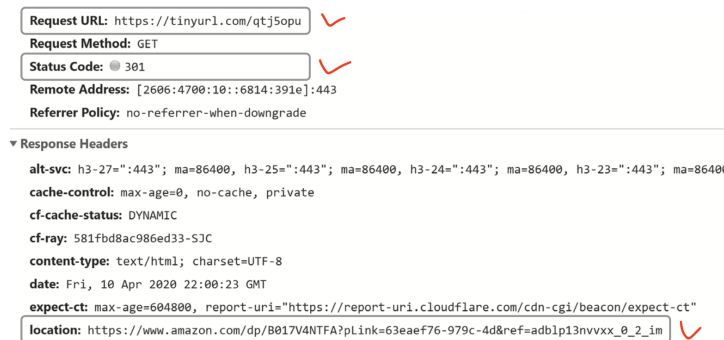 Request URL: https://tinyurl.com/qtj5opu
Request Method: GET
Status Code: 301
Remote Address: [2606:4700:10::6814:391e]:443
Referrer Policy: no-referrer-when-downgrade
Response Headers
alt-svc: h3-27=":443"; ma=86400, h3-25=":443"; ma=86400, h3-24=":443"; ma=86400, h3-23=":443"; ma=8640
cache-control: max-age=0, no-cache, private
cf-cache-status: DYNAMIC
cf-ray: 581fbd8ac986ed33-SJC
content-type: text/html; charset=UTF-8
date: Fri, 10 Apr 2020 22:00:23 GMT
expect-ct: max-age=604800, report-uri="https://report-uri.cloudflare.com/cdn-cgi/beacon/expect-ct"
location: https://www.amazon.com/dp/B017V4NTFA?pLink=63eaef76-979c-4d&ref=adblp13nvvxx_0_2_im